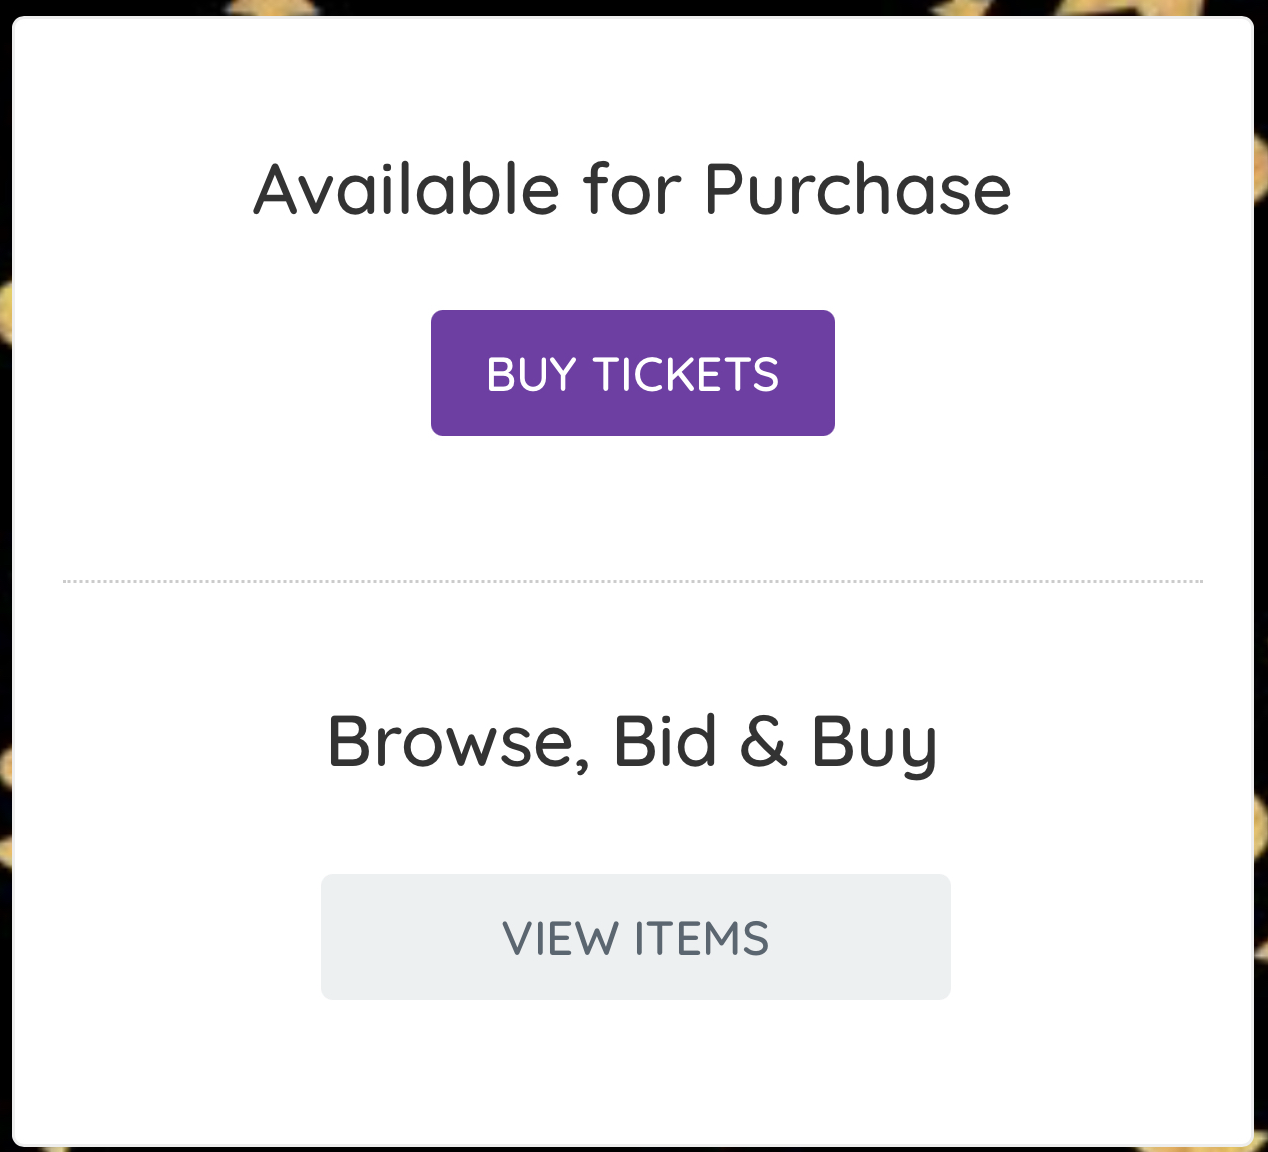 Available for Purchase
BUY TICKETS
Browse, Bid & Buy
VIEW ITEMS